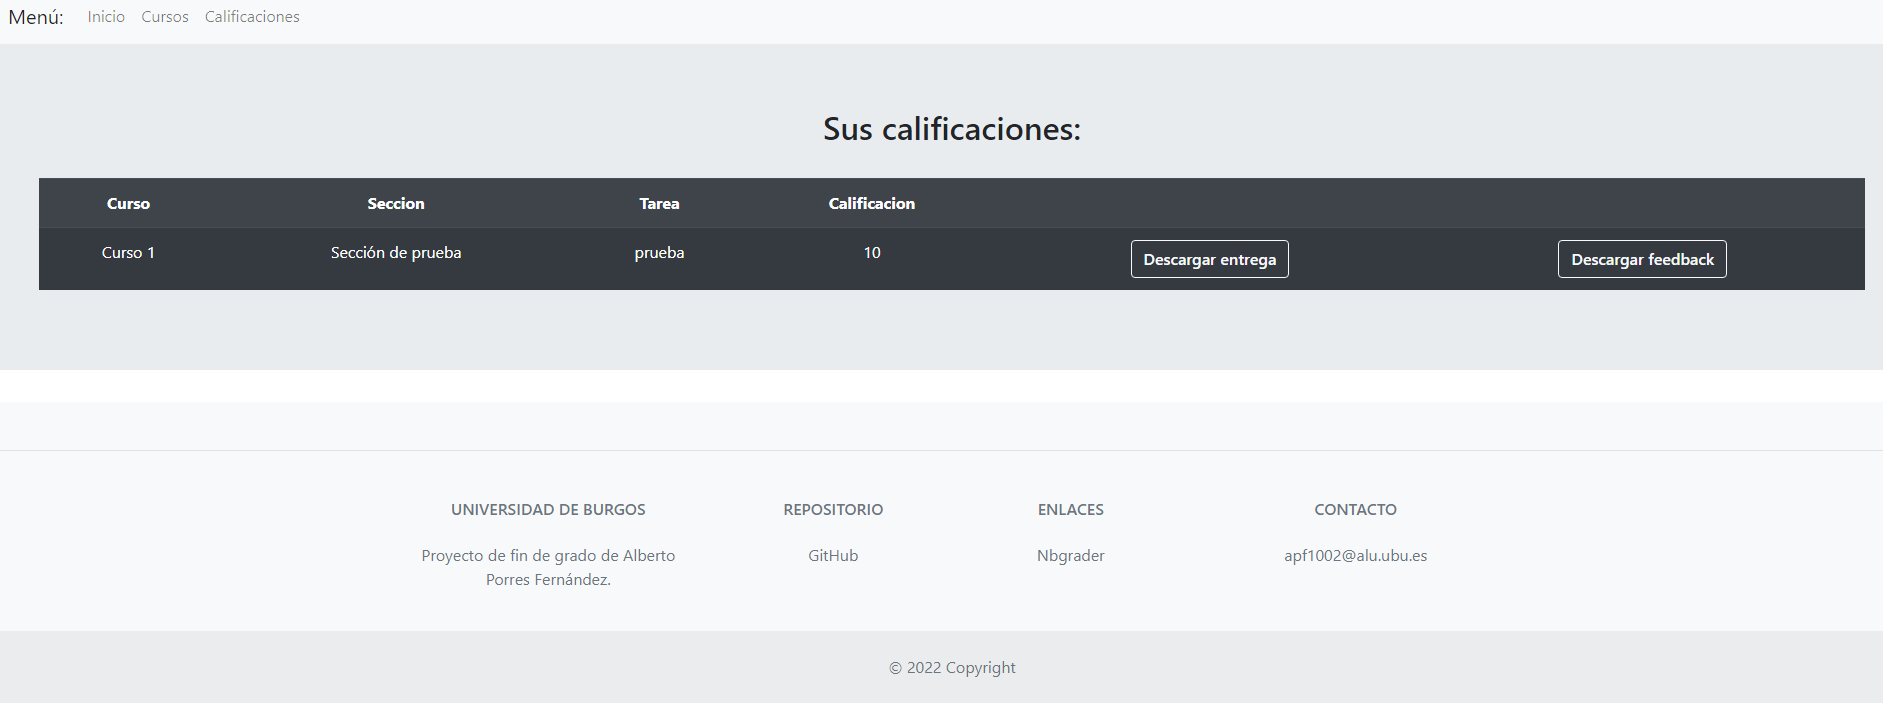 Menú: Inicio Cursos Calificaciones
Sus calificaciones:
Curso Seccion Tarea Calificacion
Curso 1 Sección de prueba prueba 10 Descargar entrega Descargar feedback
UNIVERSIDAD DE BURGOS REPOSITORIO ENLACES CONTACTO
Proyecto de fin de grado de Alberto GitHub Nbgrader apf1002@alu.ubu.es
Porres Fernández.
© 2022 Copyright